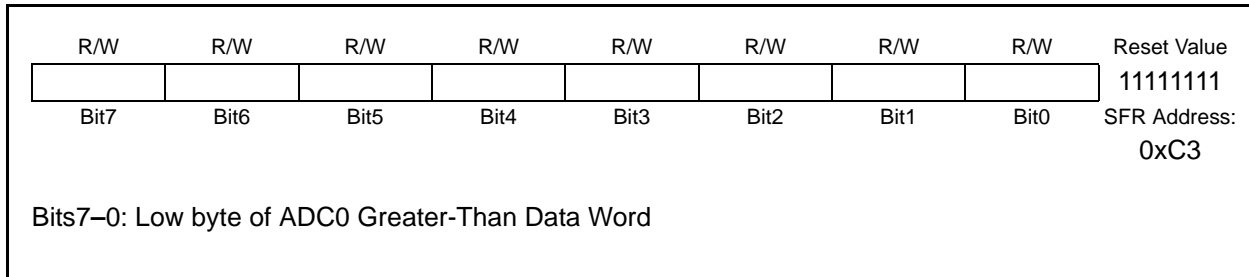 R/W R/W R/W R/W R/W R/W R/W R/W Reset Value
11111111
Bit7 Bit6 Bit5 Bit4 Bit3 Bit2 Bit1 Bit0 SFR Address:
0xC3
Bits7–0: Low byte of ADC0 Greater-Than Data Word